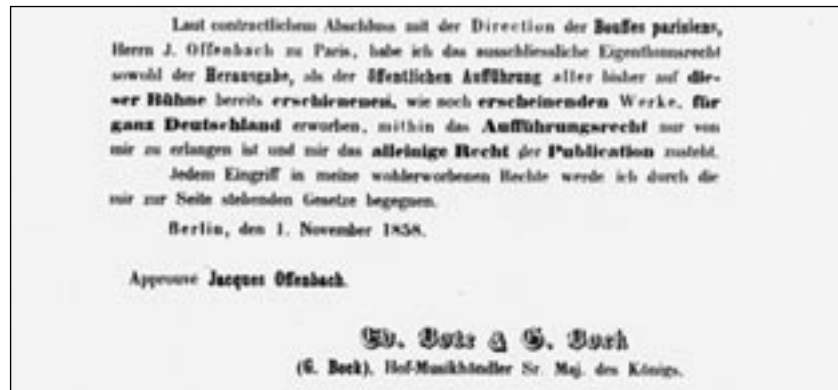 Laut contractlichem Abschluss mit der Direction der Bouffes parisiens,
Herrn J. Offenbach zu Paris, habe ich das ausschliessliche Eigenthumsrecht
sowohl der Herausgabe, als der öffentlichen Aufführung aller bisher auf die-
ser Bühne bereits erschienenen, wie noch erscheinenden Werke, für
ganz Deutschland erworben, mithin das Aufführungsrecht nur von
mir zu erlangen ist und mir das alleinige Recht der Publication zusteht.
Jedem Eingriff in meine wohlerworbenen Rechte werde ich durch die
mir zur Seite stehenden Gesetze begegnen.
Berlin, den 1. November 1858.
Approuvé Jacques Offenbach.
Ed. Bote & G. Bock
(G. Bock), Hof-Musikhändler Sr. Maj. des Königs.